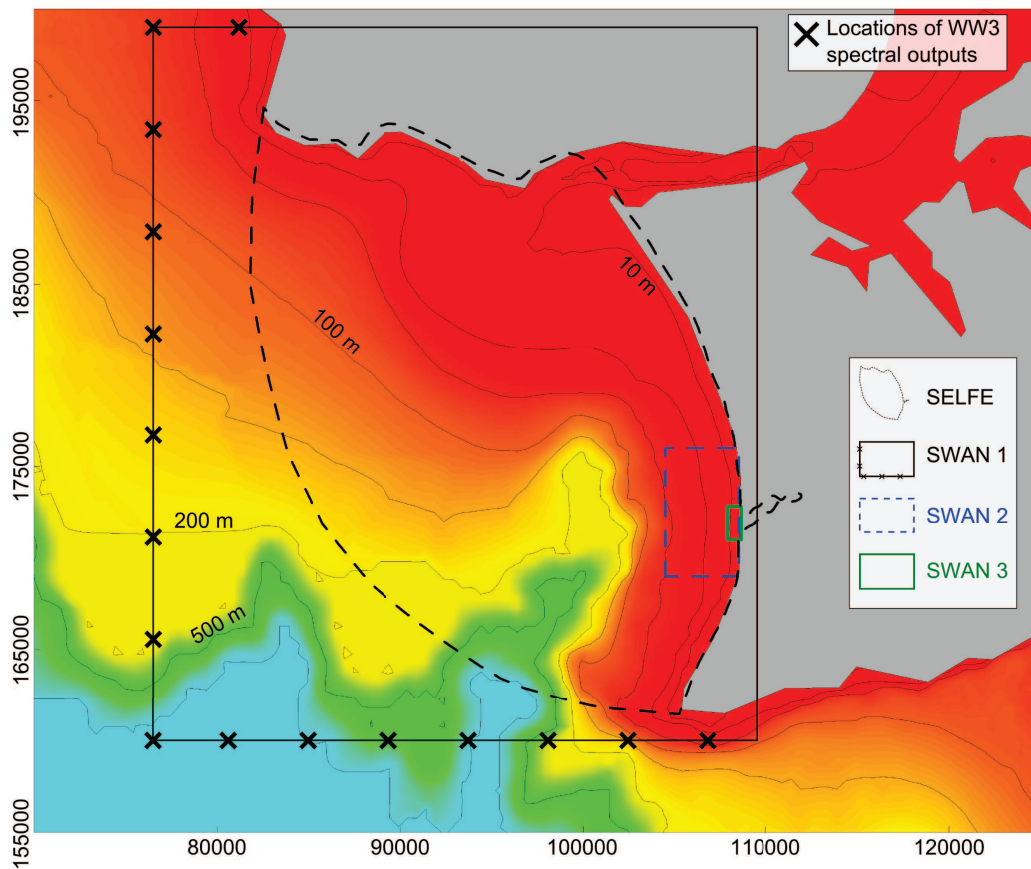 Locations of WW3
spectral outputs
195000
185000
175000
165000
155000
10 m
100 m
200 m
500 m
SELFE
SWAN 1
SWAN 2
SWAN 3
80000
90000
100000
110000
120000